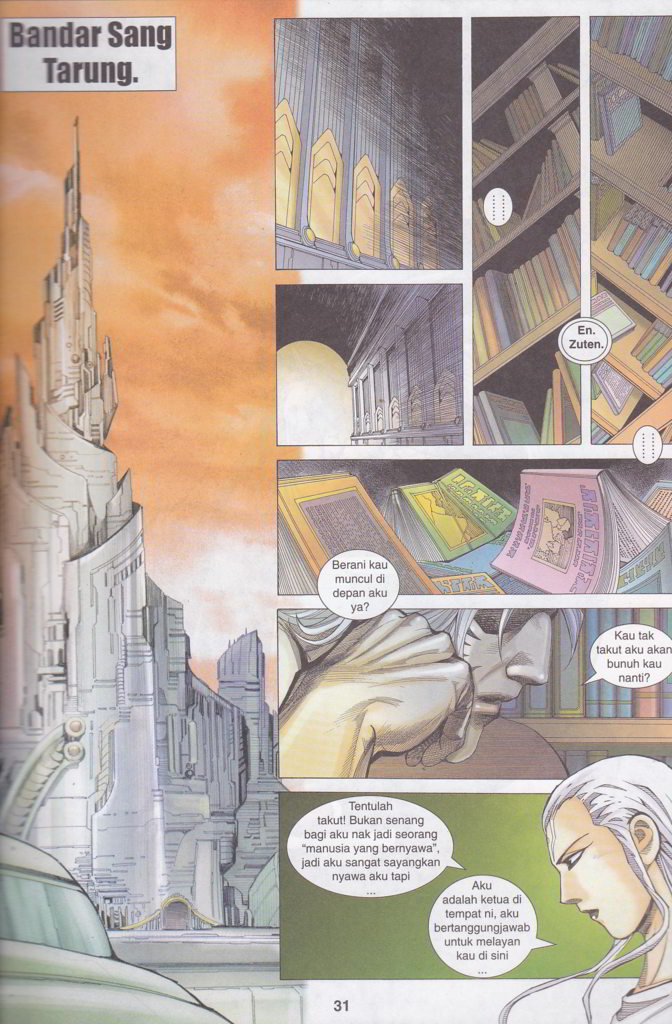 Bandar Sang
Tarung.
......
En.
Zuten.
......
Berani kau
muncul di
depan aku
ya?
Kau tak
takut aku akan
bunuh kau
nanti?
Tentulah
takut! Bukan senang
bagi aku nak jadi seorang
“manusia yang bernyawa”,
jadi aku sangat sayangkan
nyawa aku tapi
...
Aku
adalah ketua di
tempat ni, aku
bertanggungjawab
untuk melayan
kau di sini
...
31